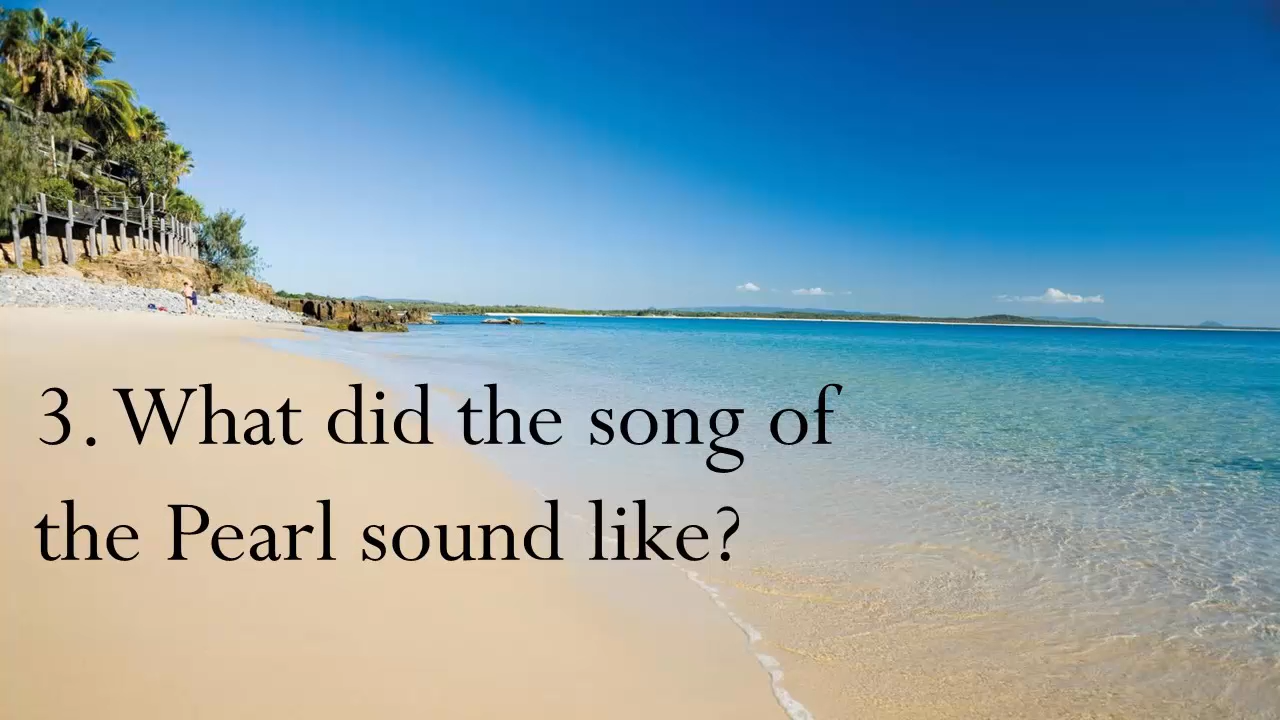 3. What did the song of
the Pearl sound like?